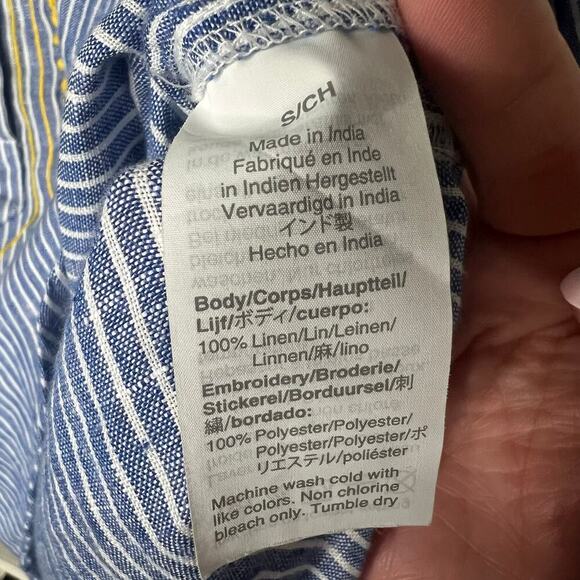 S/CH
Made in India
Fabriqué en Inde
in Indien Hergestellt
Vervaardigd in India
インド製
Hecho en India
Body/Corps/Hauptteil/
Lijf/ボディ/cuerpo:
100% Linen/Lin/Leinen/
Linnen/麻/lino
Embroidery/Broderie/
Stickerei/Borduursel/刺
繍/bordado:
100% Polyester/Polyester/
Polyester/Polyester/ポ
リエステル/poliéster
Machine wash cold with
like colors. Non chlorine
bleach only. Tumble dry